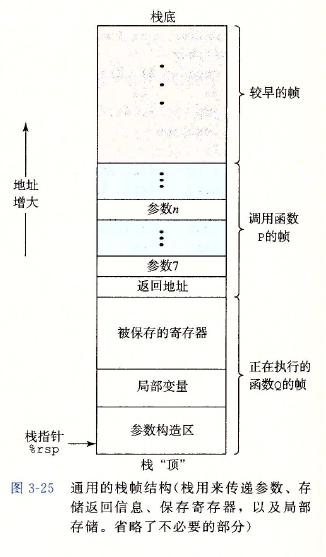 栈底
较早的帧
地址
增大
参数n
调用函数
P的帧
参数7
返回地址
被保存的寄存器
正在执行的
函数Q的帧
局部变量
参数构造区
栈指针
%rsp
栈“顶”
图 3-25 通用的栈帧结构(栈用来传递参数、存
储返回信息、保存寄存器，以及局部
存储。省略了不必要的部分)